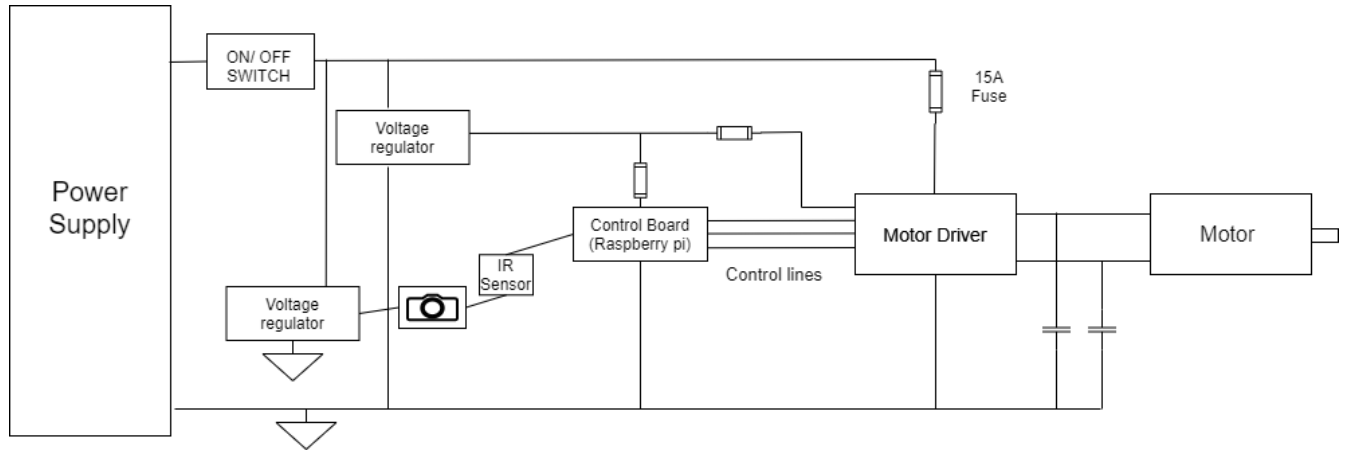 Power
Supply
ON/ OFF
SWITCH
15A
Fuse
Voltage
regulator
Control Board
(Raspberry pi)
Motor Driver
Motor
IR
Sensor
Control lines
Voltage
regulator